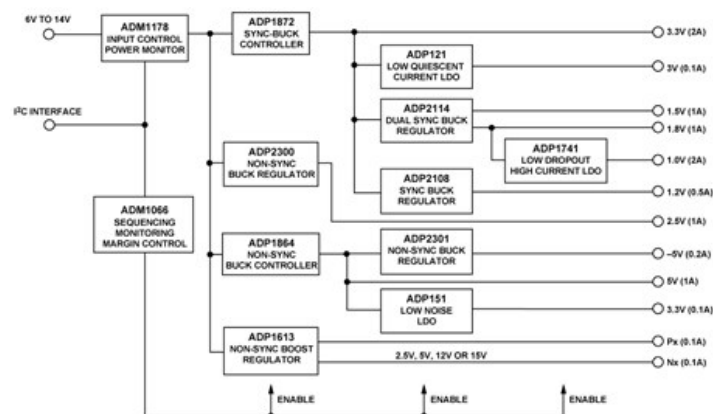 6V TO 14V
ADM1178
INPUT CONTROL
POWER MONITOR
ADP1872
SYNC-BUCK
CONTROLLER
3.3V (2A)
ADP121
LOW QUIESCENT
CURRENT LDO
3V (0.1A)
I²C INTERFACE
ADP2114
DUAL SYNC BUCK
REGULATOR
1.5V (1A)
1.8V (1A)
ADP1741
LOW DROPOUT
HIGH CURRENT LDO
1.0V (2A)
ADP2300
NON-SYNC
BUCK REGULATOR
ADP2108
SYNC BUCK
REGULATOR
1.2V (0.5A)
2.5V (1A)
ADM1066
SEQUENCING
MONITORING
MARGIN CONTROL
ADP1864
NON-SYNC
BUCK CONTROLLER
ADP2301
NON-SYNC BUCK
REGULATOR
–5V (0.2A)
5V (1A)
ADP151
LOW NOISE
LDO
3.3V (0.1A)
ADP1613
NON-SYNC BOOST
REGULATOR
Px (0.1A)
2.5V, 5V, 12V OR 15V
Nx (0.1A)
ENABLE
ENABLE
ENABLE